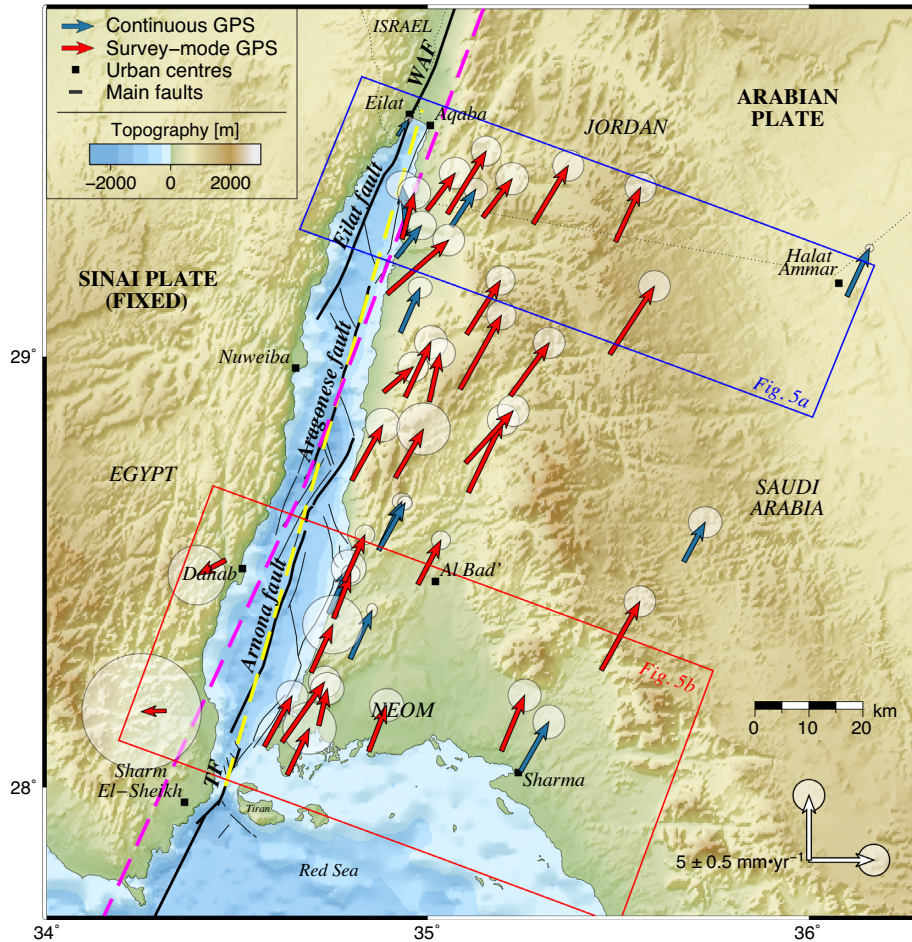 Continuous GPS
Survey−mode GPS
Urban centres
Main faults
Topography [m]
−2000 0 2000
ISRAEL
WAF
Eilat
Aqaba
JORDAN
ARABIAN
PLATE
Eilat fault
SINAI PLATE
(FIXED)
Halat
Ammar
29°
Nuweiba
Aragonese fault
Fig. 5a
EGYPT
SAUDI
ARABIA
Dahab
Al Bad'
Arnona fault
Fig. 5b
NEOM
0 10 20
km
28°
Sharm
El−Sheikh
TF
Sharma
Tiran
Red Sea
5 ± 0.5 mm·yr⁻¹
34° 35° 36°